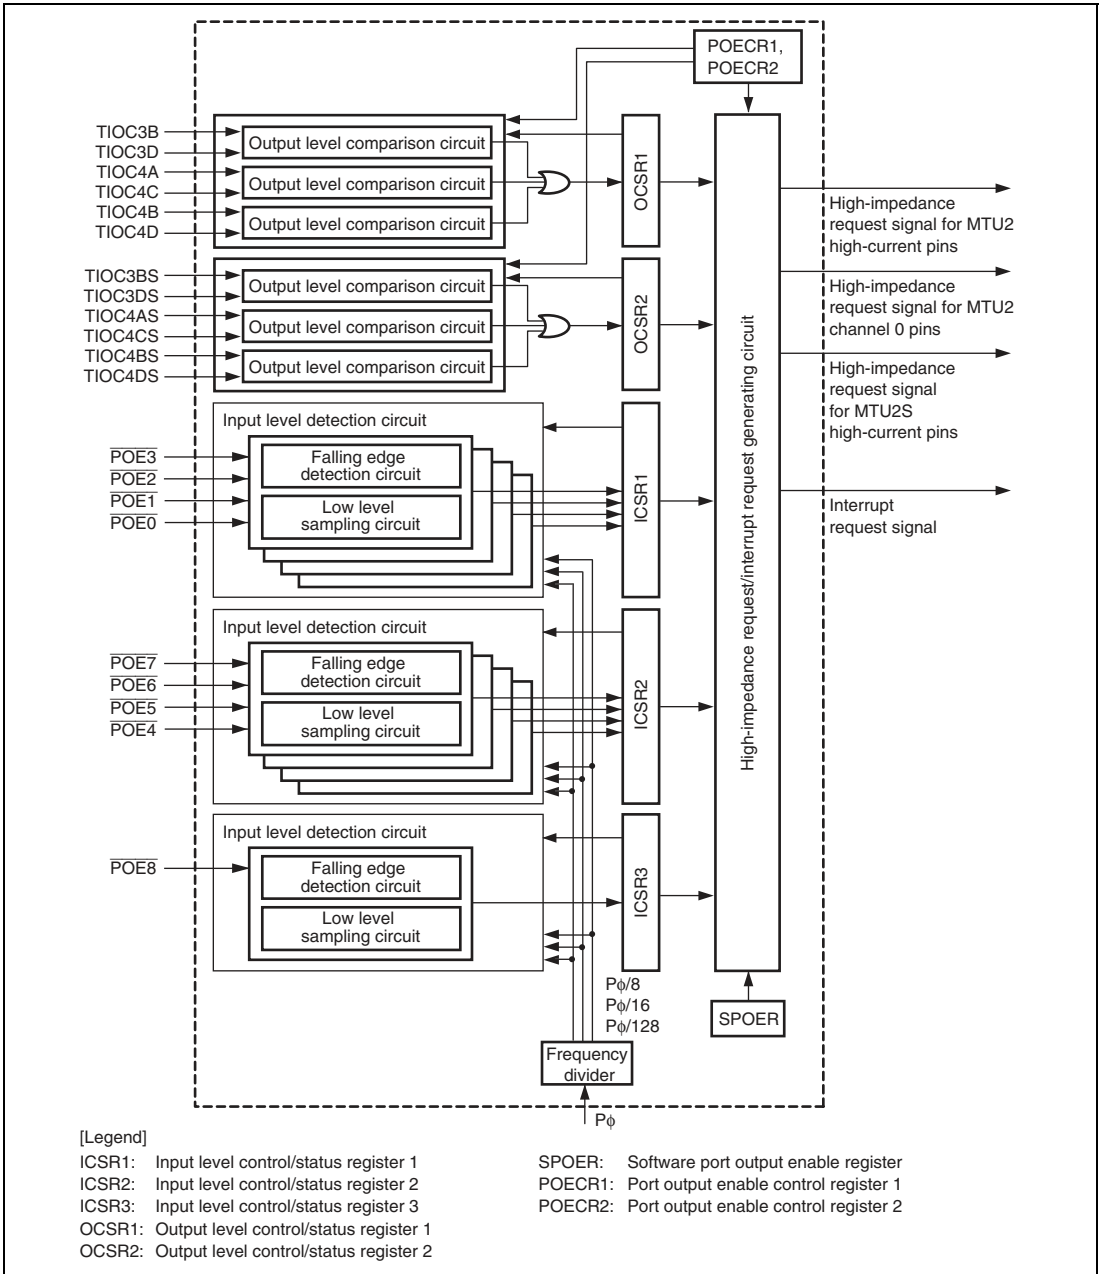 POECR1,
POECR2
TIOC3B
TIOC3D
TIOC4A
TIOC4C
TIOC4B
TIOC4D
Output level comparison circuit
Output level comparison circuit
Output level comparison circuit
OCSR1
TIOC3BS
TIOC3DS
TIOC4AS
TIOC4CS
TIOC4BS
TIOC4DS
Output level comparison circuit
Output level comparison circuit
Output level comparison circuit
OCSR2
Input level detection circuit
POE3
POE2
POE1
POE0
Falling edge
detection circuit
Low level
sampling circuit
ICSR1
Input level detection circuit
POE7
POE6
POE5
POE4
Falling edge
detection circuit
Low level
sampling circuit
ICSR2
Input level detection circuit
POE8
Falling edge
detection circuit
Low level
sampling circuit
ICSR3
High-impedance request/interrupt request generating circuit
High-impedance
request signal for MTU2
high-current pins
High-impedance
request signal for MTU2
channel 0 pins
High-impedance
request signal
for MTU2S
high-current pins
Interrupt
request signal
Pφ/8
Pφ/16
Pφ/128
SPOER
Frequency
divider
Pφ
[Legend]
ICSR1: Input level control/status register 1
ICSR2: Input level control/status register 2
ICSR3: Input level control/status register 3
OCSR1: Output level control/status register 1
OCSR2: Output level control/status register 2
SPOER: Software port output enable register
POECR1: Port output enable control register 1
POECR2: Port output enable control register 2